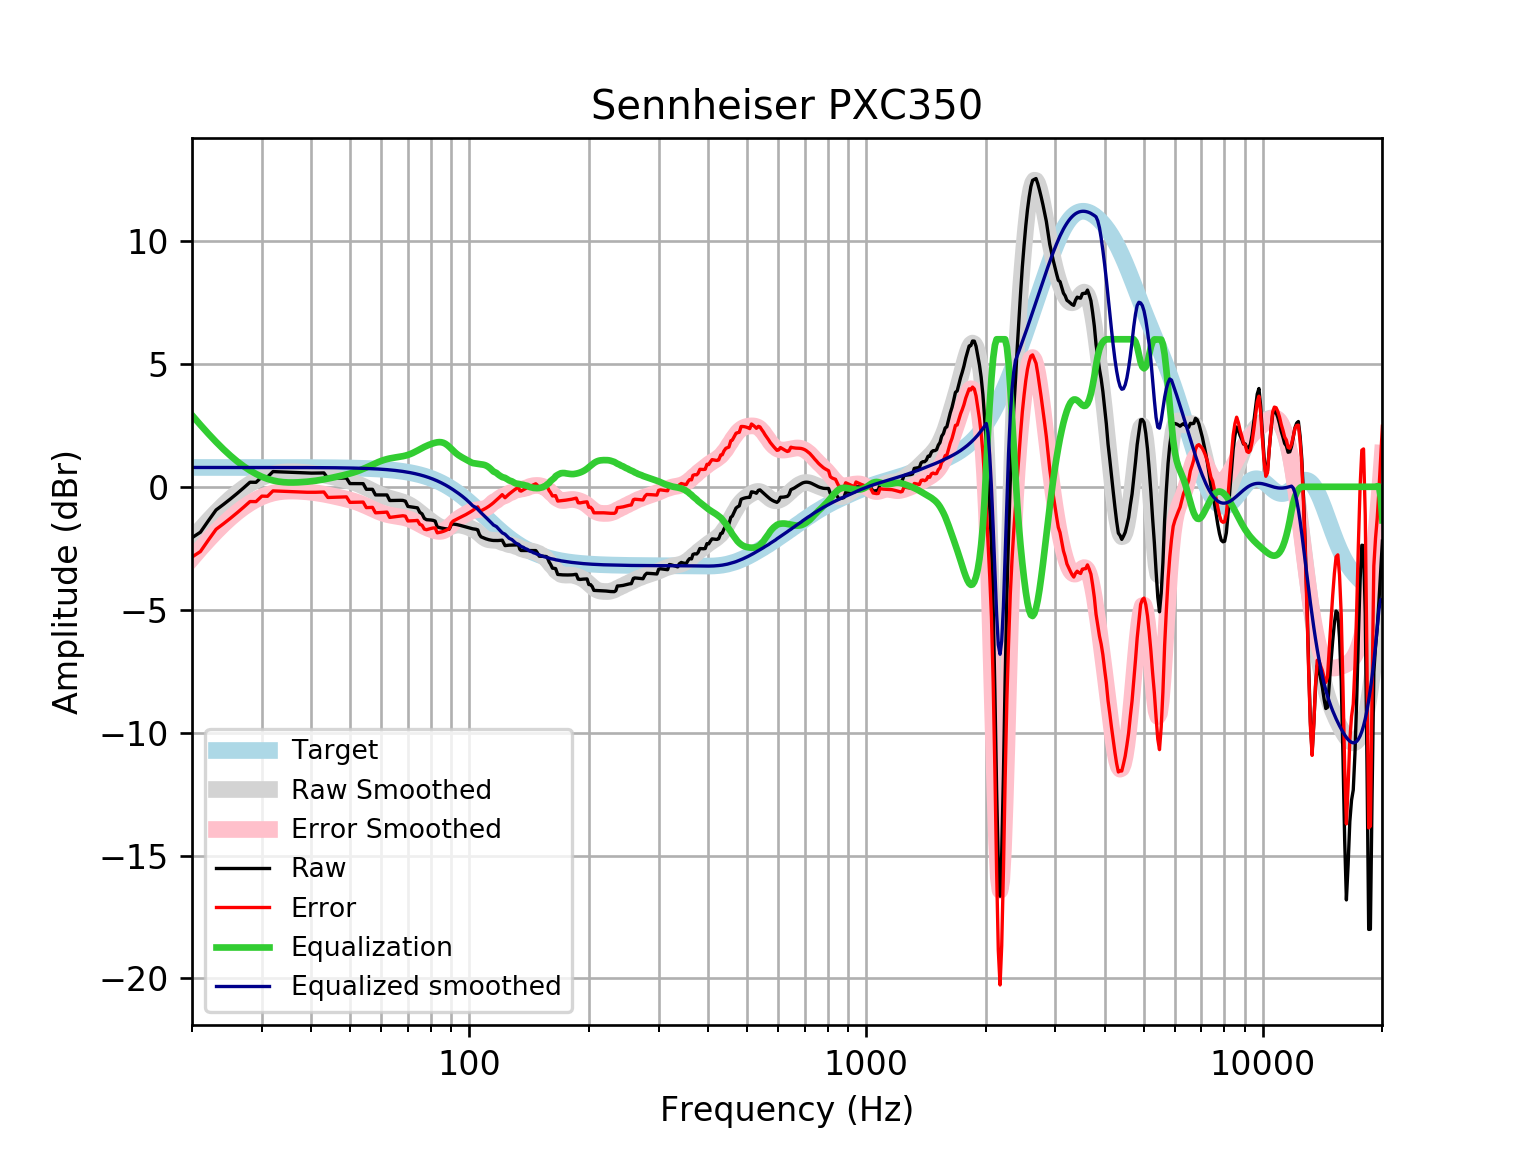 Sennheiser PXC350
Amplitude (dBr)
10
5
0
−5
−10
−15
−20
Target
Raw Smoothed
Error Smoothed
Raw
Error
Equalization
Equalized smoothed
100 1000 10000
Frequency (Hz)